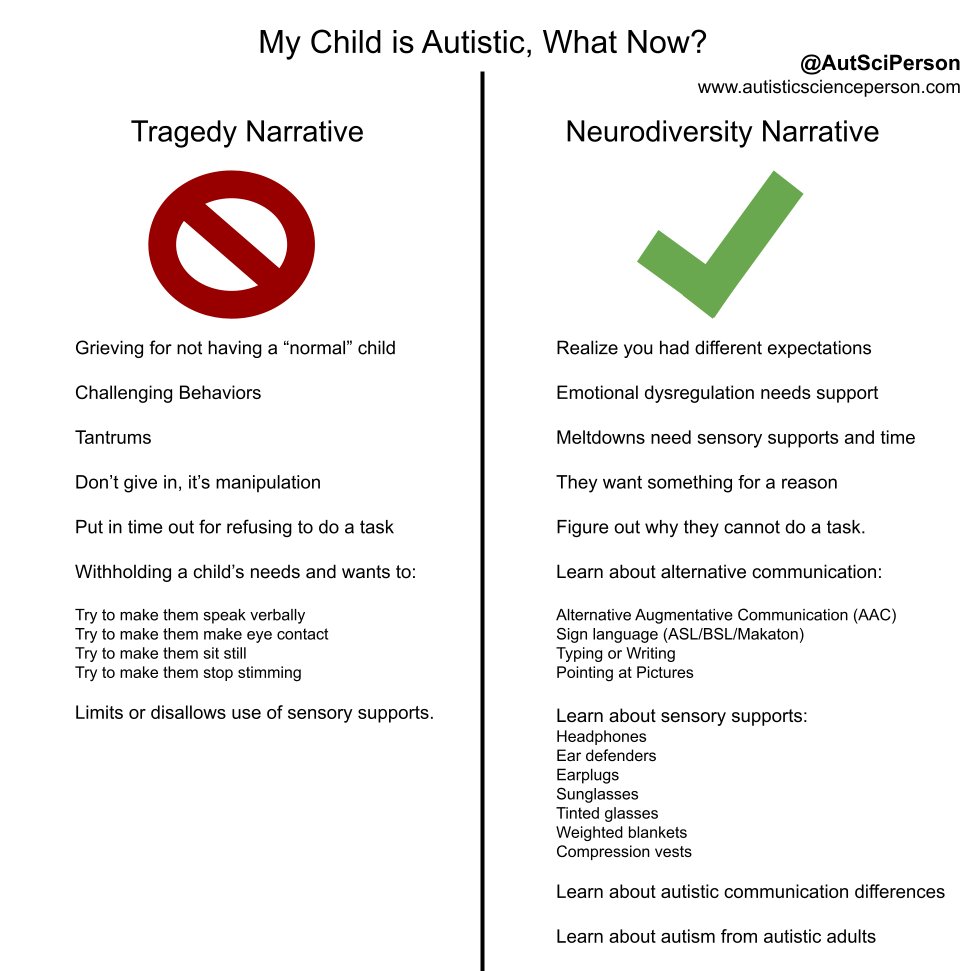 My Child is Autistic, What Now?
@AutSciPerson
www.autisticscienceperson.com
Tragedy Narrative
Grieving for not having a “normal” child
Challenging Behaviors
Tantrums
Don’t give in, it’s manipulation
Put in time out for refusing to do a task
Withholding a child’s needs and wants to:
Try to make them speak verbally
Try to make them make eye contact
Try to make them sit still
Try to make them stop stimming
Limits or disallows use of sensory supports.
Neurodiversity Narrative
Realize you had different expectations
Emotional dysregulation needs support
Meltdowns need sensory supports and time
They want something for a reason
Figure out why they cannot do a task.
Learn about alternative communication:
Alternative Augmentative Communication (AAC)
Sign language (ASL/BSL/Makaton)
Typing or Writing
Pointing at Pictures
Learn about sensory supports:
Headphones
Ear defenders
Earplugs
Sunglasses
Tinted glasses
Weighted blankets
Compression vests
Learn about autistic communication differences
Learn about autism from autistic adults